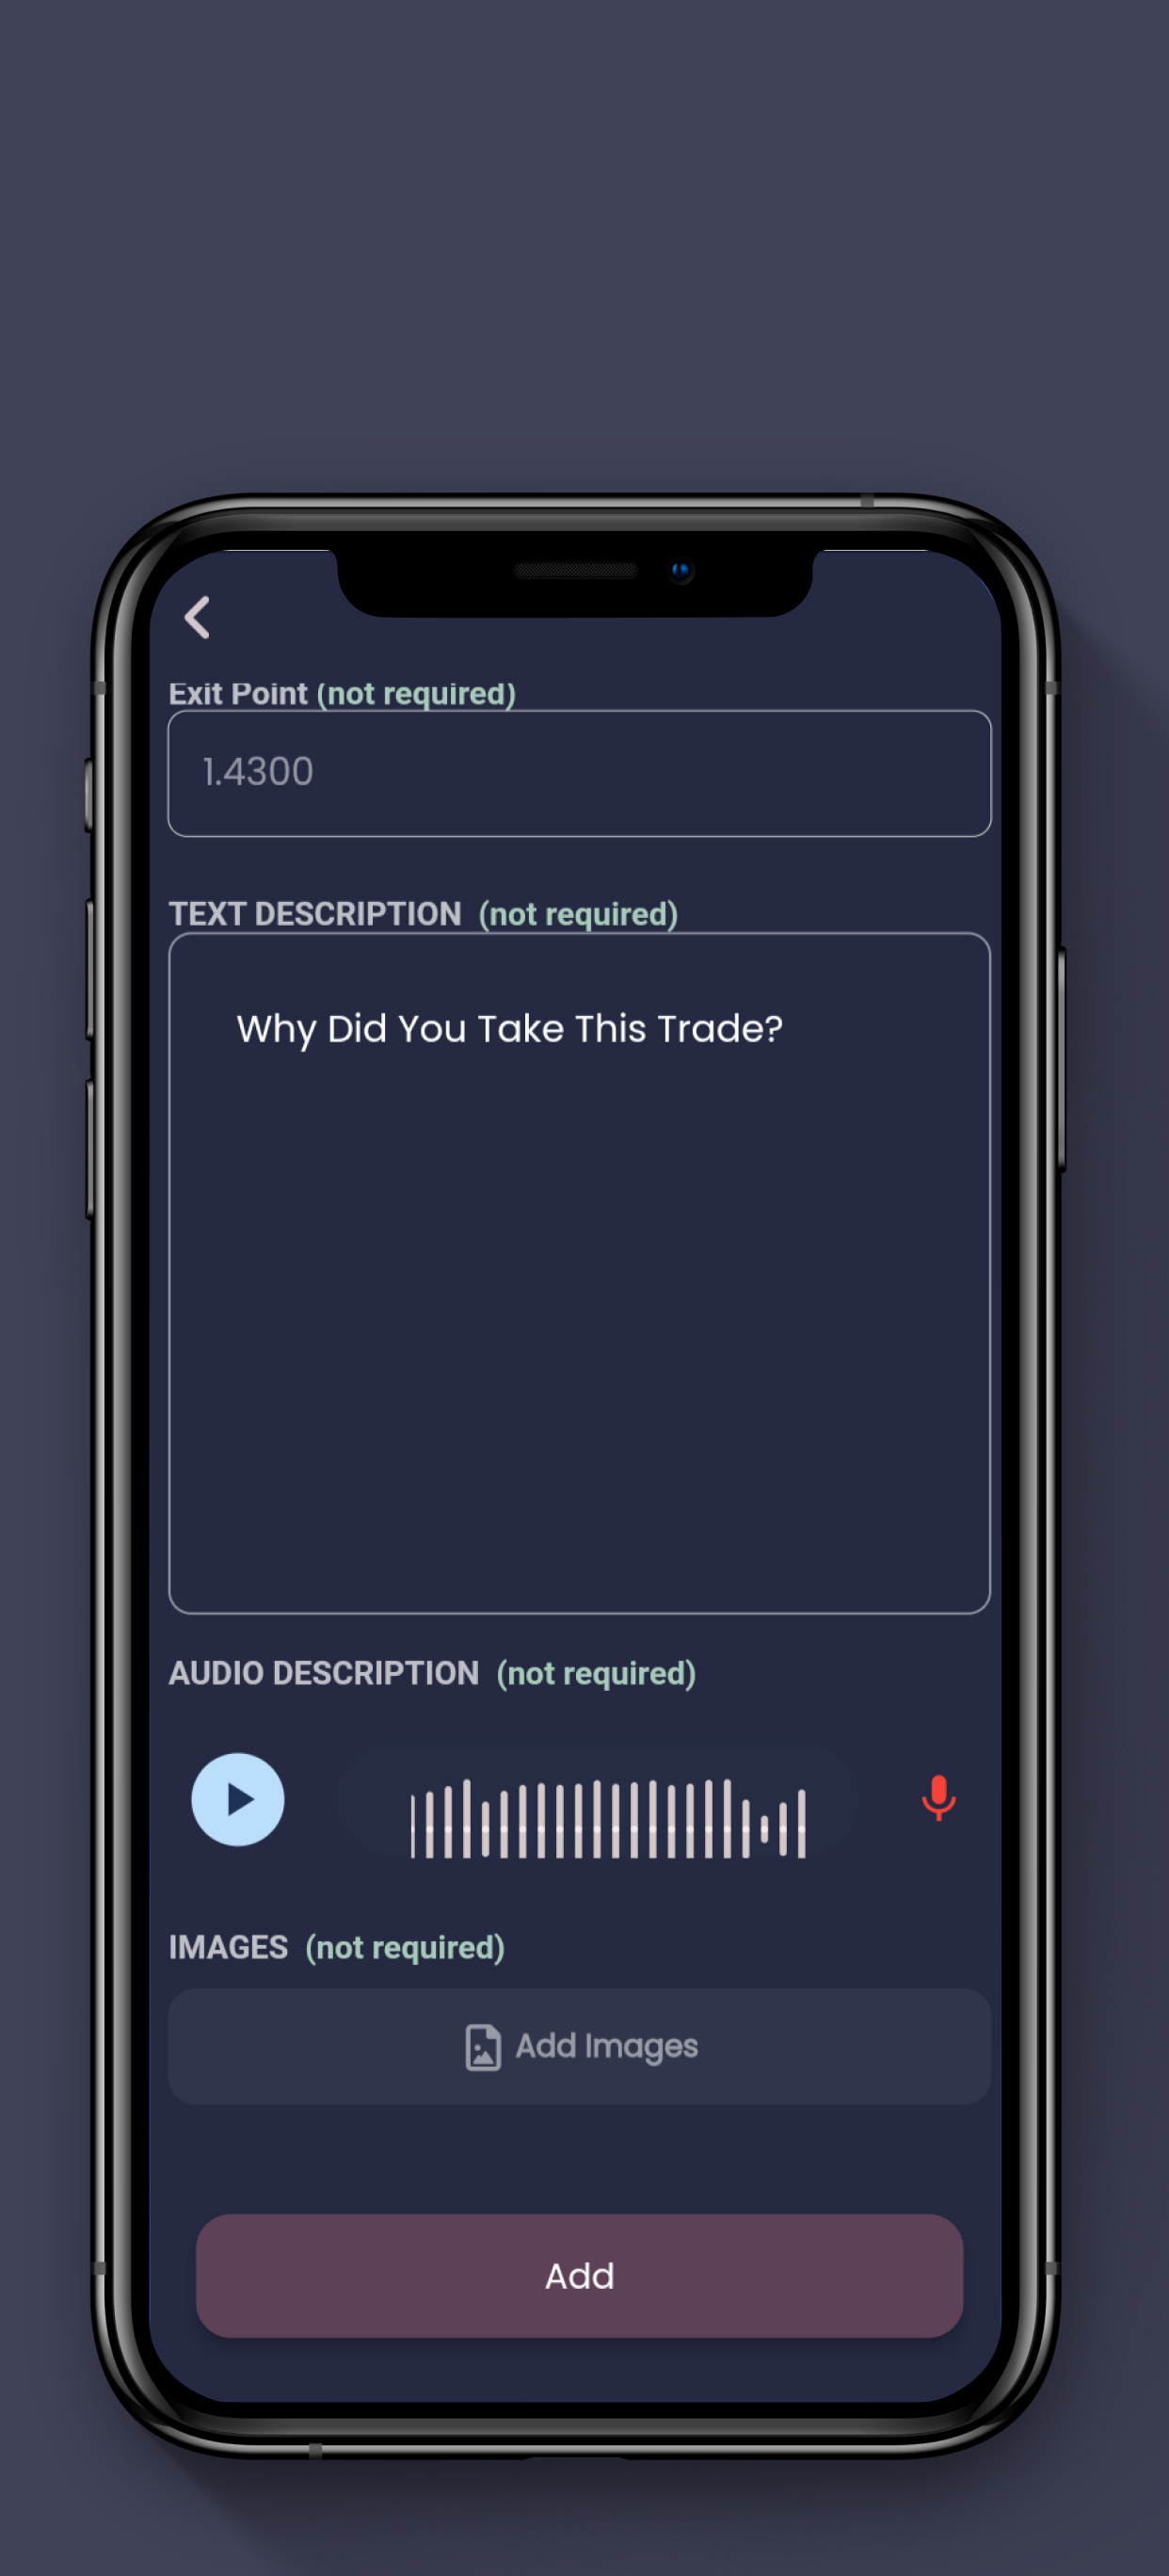 Exit Point (not required)
1.4300
TEXT DESCRIPTION (not required)
Why Did You Take This Trade?
AUDIO DESCRIPTION (not required)
IMAGES (not required)
Add Images
Add